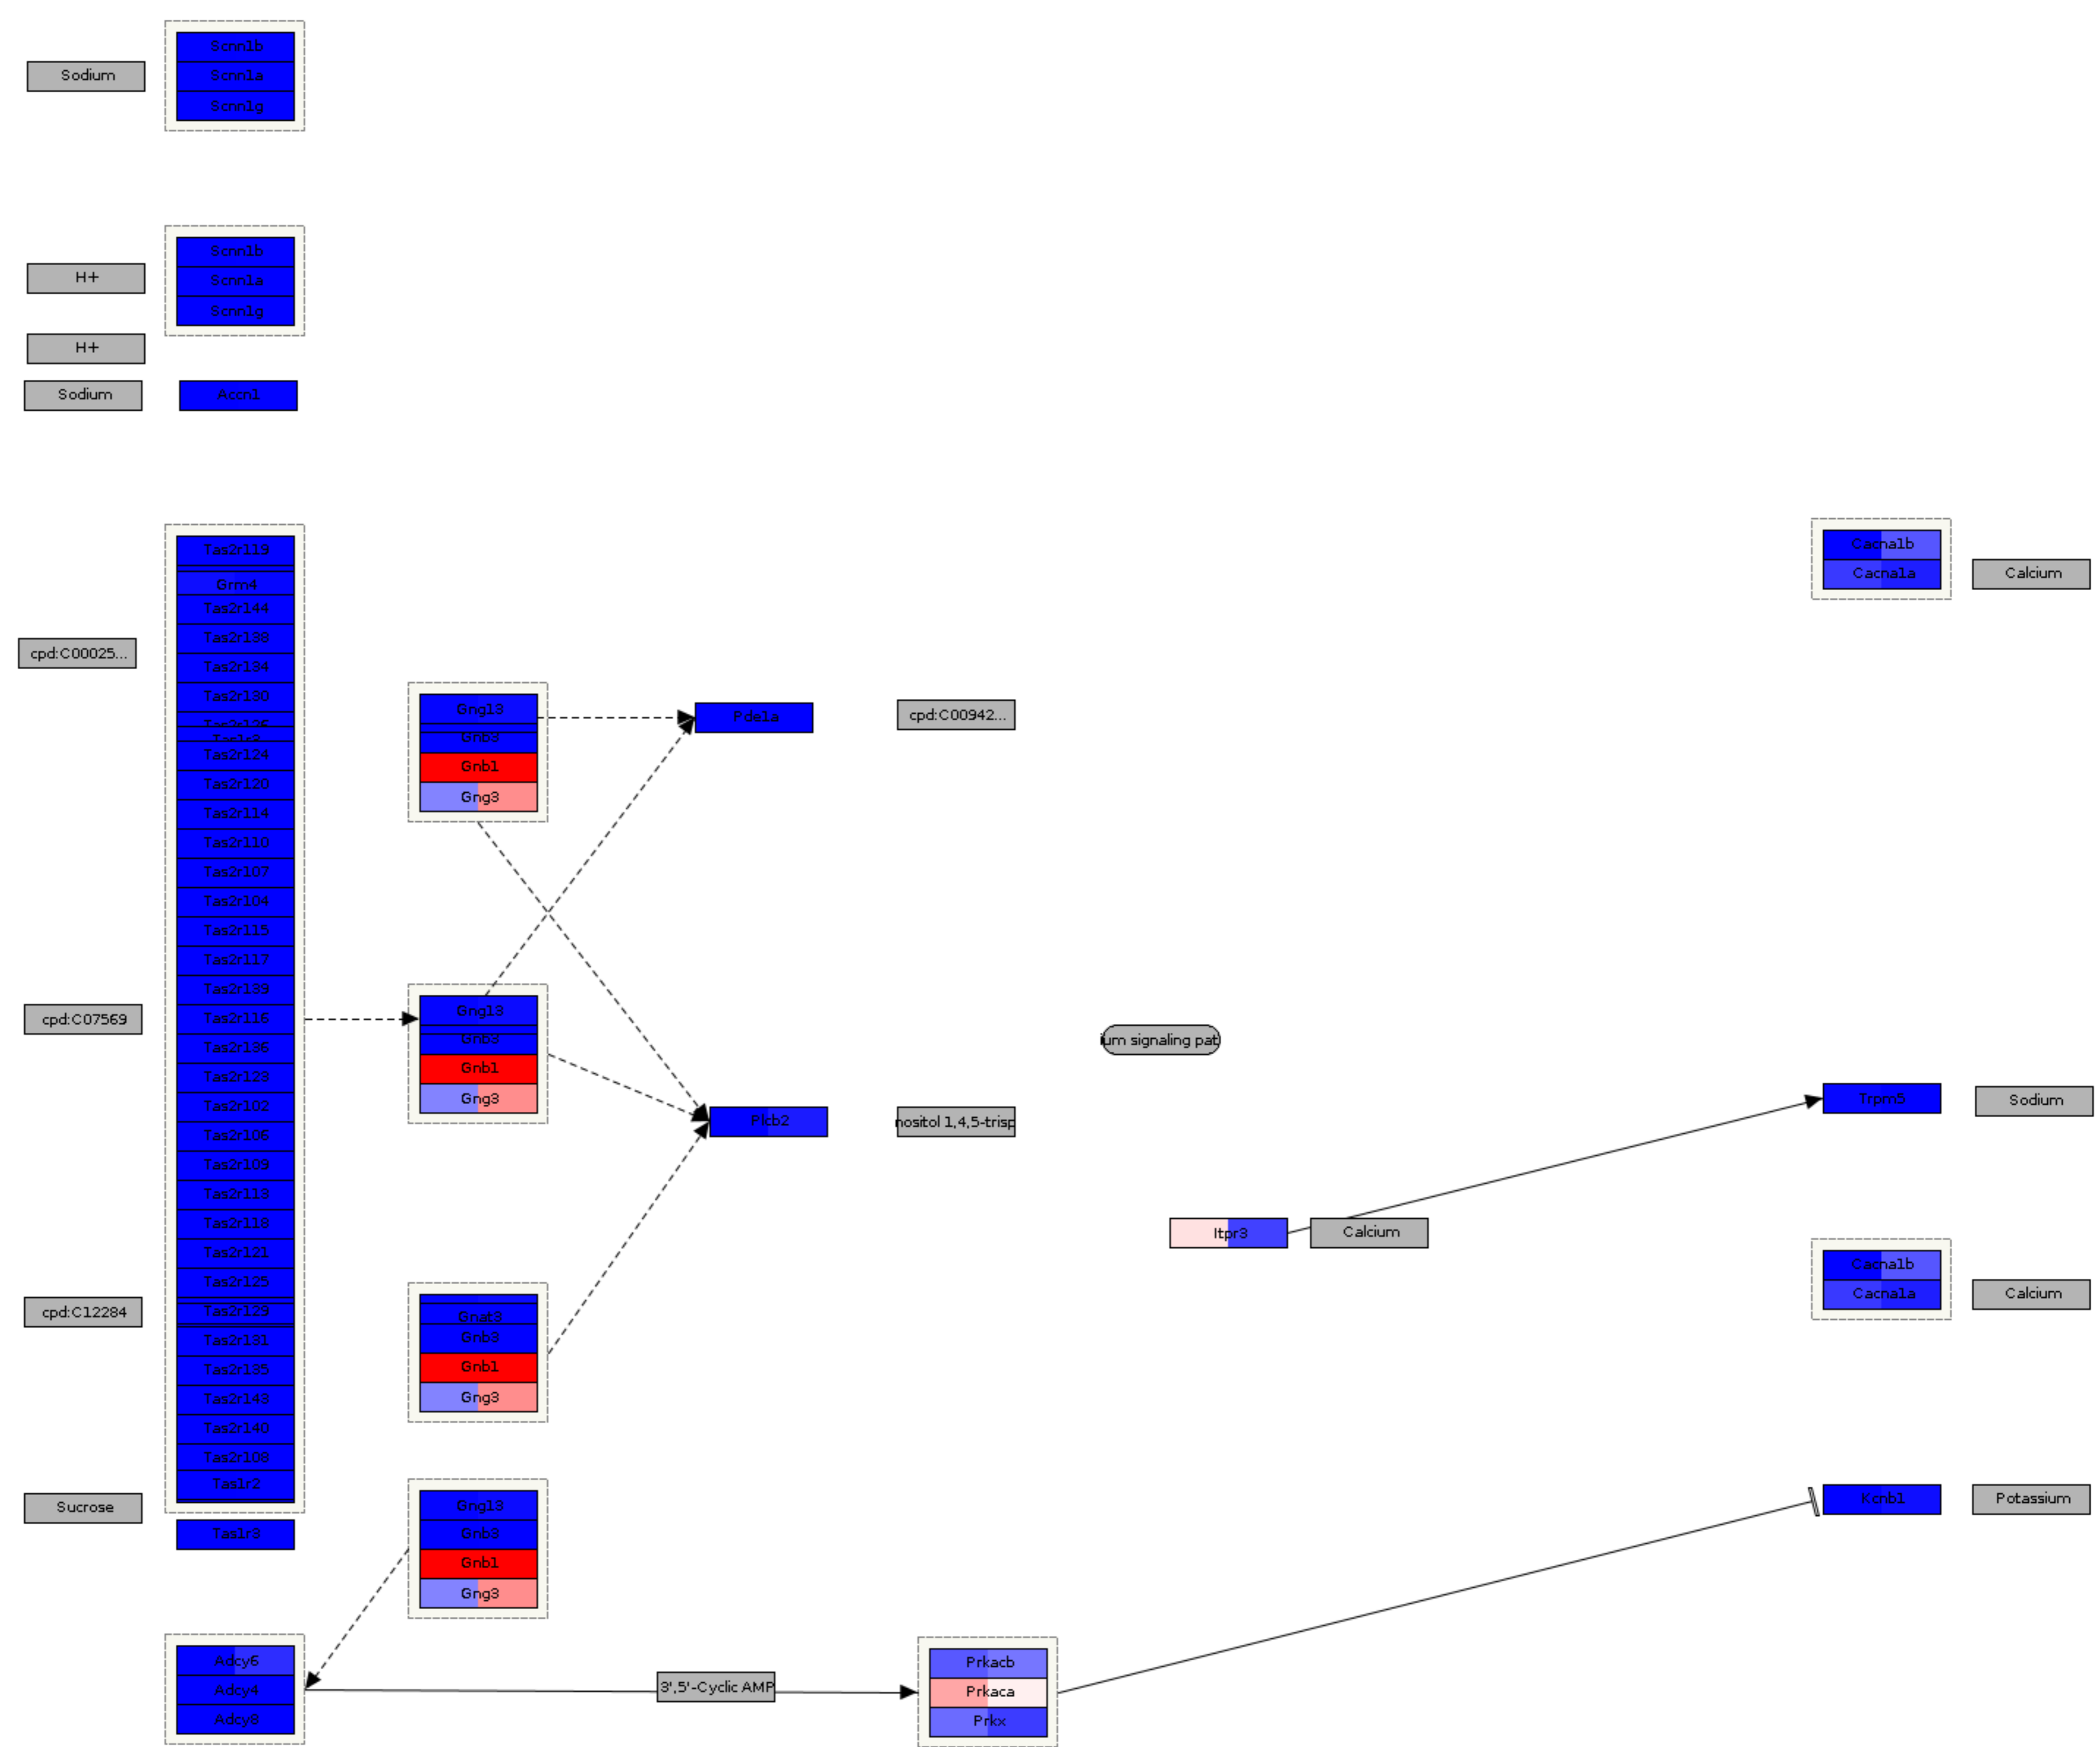 Sodium
Scnn1b
Scnn1a
Scnn1g
H+
Scnn1b
Scnn1a
Scnn1g
H+
Sodium
Accn1
cpd:C00025...
Tas2r119
Grm4
Tas2r144
Tas2r138
Tas2r134
Tas2r130
Tas2r126
Tas1r3
Tas2r124
Tas2r120
Tas2r114
Tas2r110
Tas2r107
Tas2r104
Tas2r115
Tas2r117
Tas2r139
Tas2r116
Tas2r136
Tas2r123
Tas2r102
Tas2r106
Tas2r109
Tas2r113
Tas2r118
Tas2r121
Tas2r125
Tas2r129
Tas2r131
Tas2r135
Tas2r143
Tas2r140
Tas2r108
Tas1r2
cpd:C07569
cpd:C12284
Sucrose
Tas1r3
Gng13
Gnb3
Gnb1
Gng3
Pde1a
cpd:C00942...
Gng13
Gnb3
Gnb1
Gng3
Plcb2
nositol 1,4,5-trisp
ium signaling pat
Gnat3
Gnb3
Gnb1
Gng3
Gng13
Gnb3
Gnb1
Gng3
Adcy6
Adcy4
Adcy8
3',5'-Cyclic AMP
Prkacb
Prkaca
Prkx
Itpr3
Calcium
Cacna1b
Cacna1a
Calcium
Trpm5
Sodium
Cacna1b
Cacna1a
Calcium
Kcnb1
Potassium